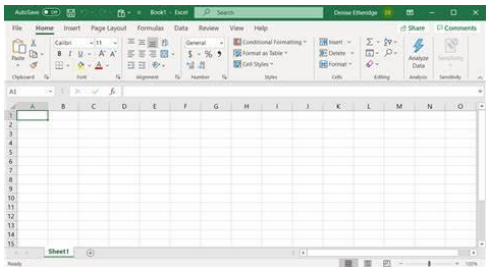 AutoSave Off Book1 - Excel Search Denise Etheridge
File Home Insert Page Layout Formulas Data Review View Help Share Comments
Paste Calibri 11 General Conditional Formatting Insert
B I U A A $ % 9 Format as Table Delete Analyze Data Sensitivity
Cell Styles Format
Clipboard Font Alignment Number Styles Cells Editing Analysis Sensitivity
A1 fx
A B C D E F G H I J K L M N O
1
2
3
4
5
6
7
8
9
10
11
12
13
14
15
Sheet1
Ready 100%